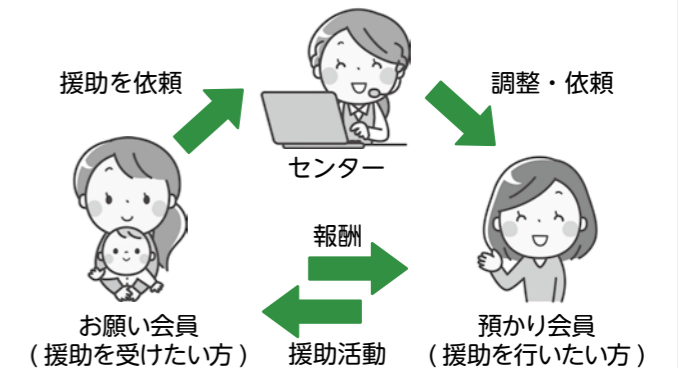 援助を依頼
調整・依頼
センター
報酬
お願い会員
(援助を受けたい方)
援助活動
預かり会員
(援助を行いたい方)